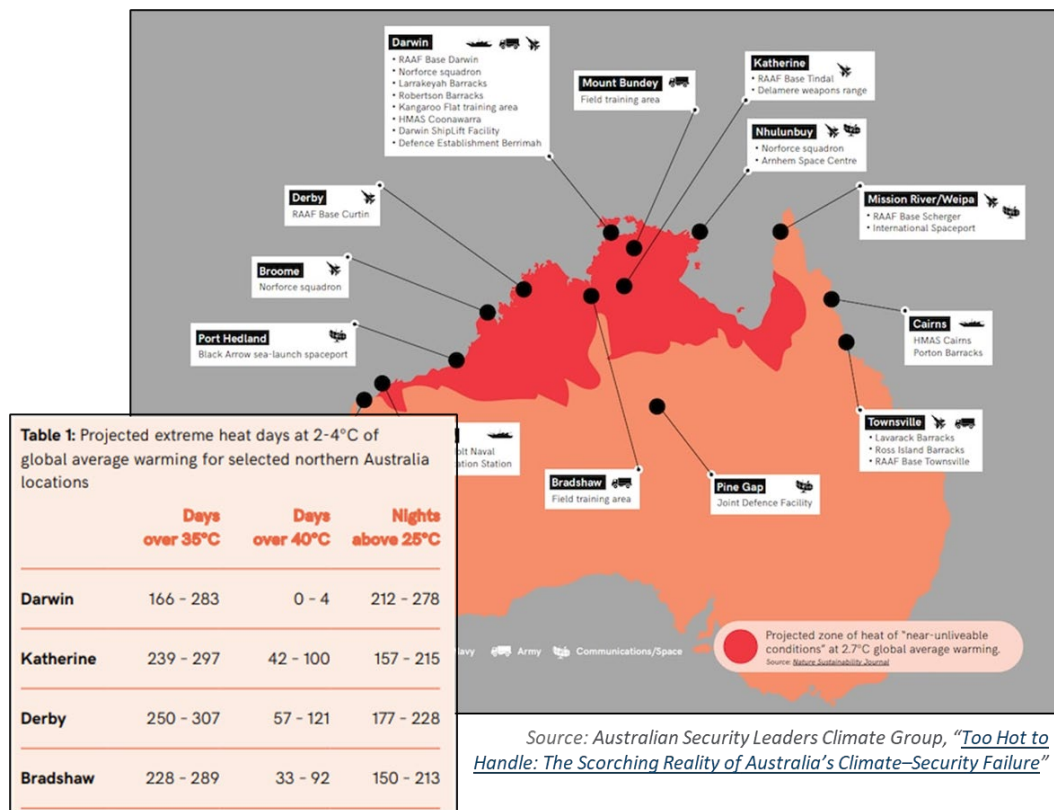 Darwin
• RAAF Base Darwin
• Norforce squadron
• Larrakeyah Barracks
• Robertson Barracks
• Kangaroo Flat training area
• HMAS Coonawarra
• Darwin ShipLift Facility
• Defence Establishment Berrimah
Mount Bundey
Field training area
Katherine
• RAAF Base Tindal
• Delamere weapons range
Nhulunbuy
• Norforce squadron
• Arnhem Space Centre
Derby
RAAF Base Curtin
Mission River/Weipa
• RAAF Base Scherger
• International Spaceport
Broome
Norforce squadron
Port Hedland
Black Arrow sea-launch spaceport
Cairns
HMAS Cairns
Porton Barracks
Townsville
• Lavarack Barracks
• Ross Island Barracks
• RAAF Base Townsville
olt Naval
ation Station
Bradshaw
Field training area
Pine Gap
Joint Defence Facility
Table 1: Projected extreme heat days at 2-4°C of
global average warming for selected northern Australia
locations
Days over 35°C
Days over 40°C
Nights above 25°C
Darwin 166 - 283 0 - 4 212 - 278
Katherine 239 - 297 42 - 100 157 - 215
Derby 250 - 307 57 - 121 177 - 228
Bradshaw 228 - 289 33 - 92 150 - 213
avy Army Communications/Space
Projected zone of heat of "near-unliveable
conditions" at 2.7°C global average warming.
Source: Nature Sustainability Journal
Source: Australian Security Leaders Climate Group, “Too Hot to
Handle: The Scorching Reality of Australia’s Climate–Security Failure”